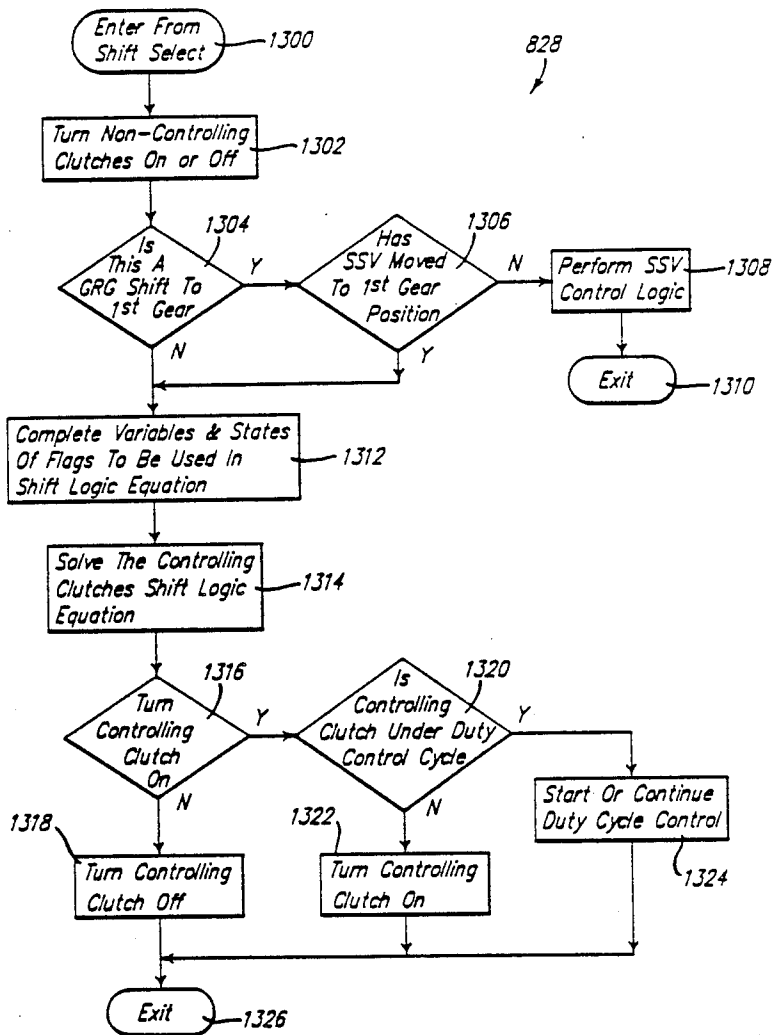 Enter From
Shift Select
1300
828
Turn Non-Controlling
Clutches On or Off
1302
Is
This A
GRG Shift To
1st Gear
1304
Y
N
Has
SSV Moved
To 1st Gear
Position
1306
N
Y
Perform SSV
Control Logic
1308
Exit
1310
Complete Variables & States
Of Flags To Be Used In
Shift Logic Equation
1312
Solve The Controlling
Clutches Shift Logic
Equation
1314
Turn
Controlling
Clutch
On
1316
Y
N
Is
Controlling
Clutch Under Duty
Control Cycle
1320
Y
N
1318
Turn Controlling
Clutch Off
1322
Turn Controlling
Clutch On
Start Or Continue
Duty Cycle Control
1324
Exit
1326